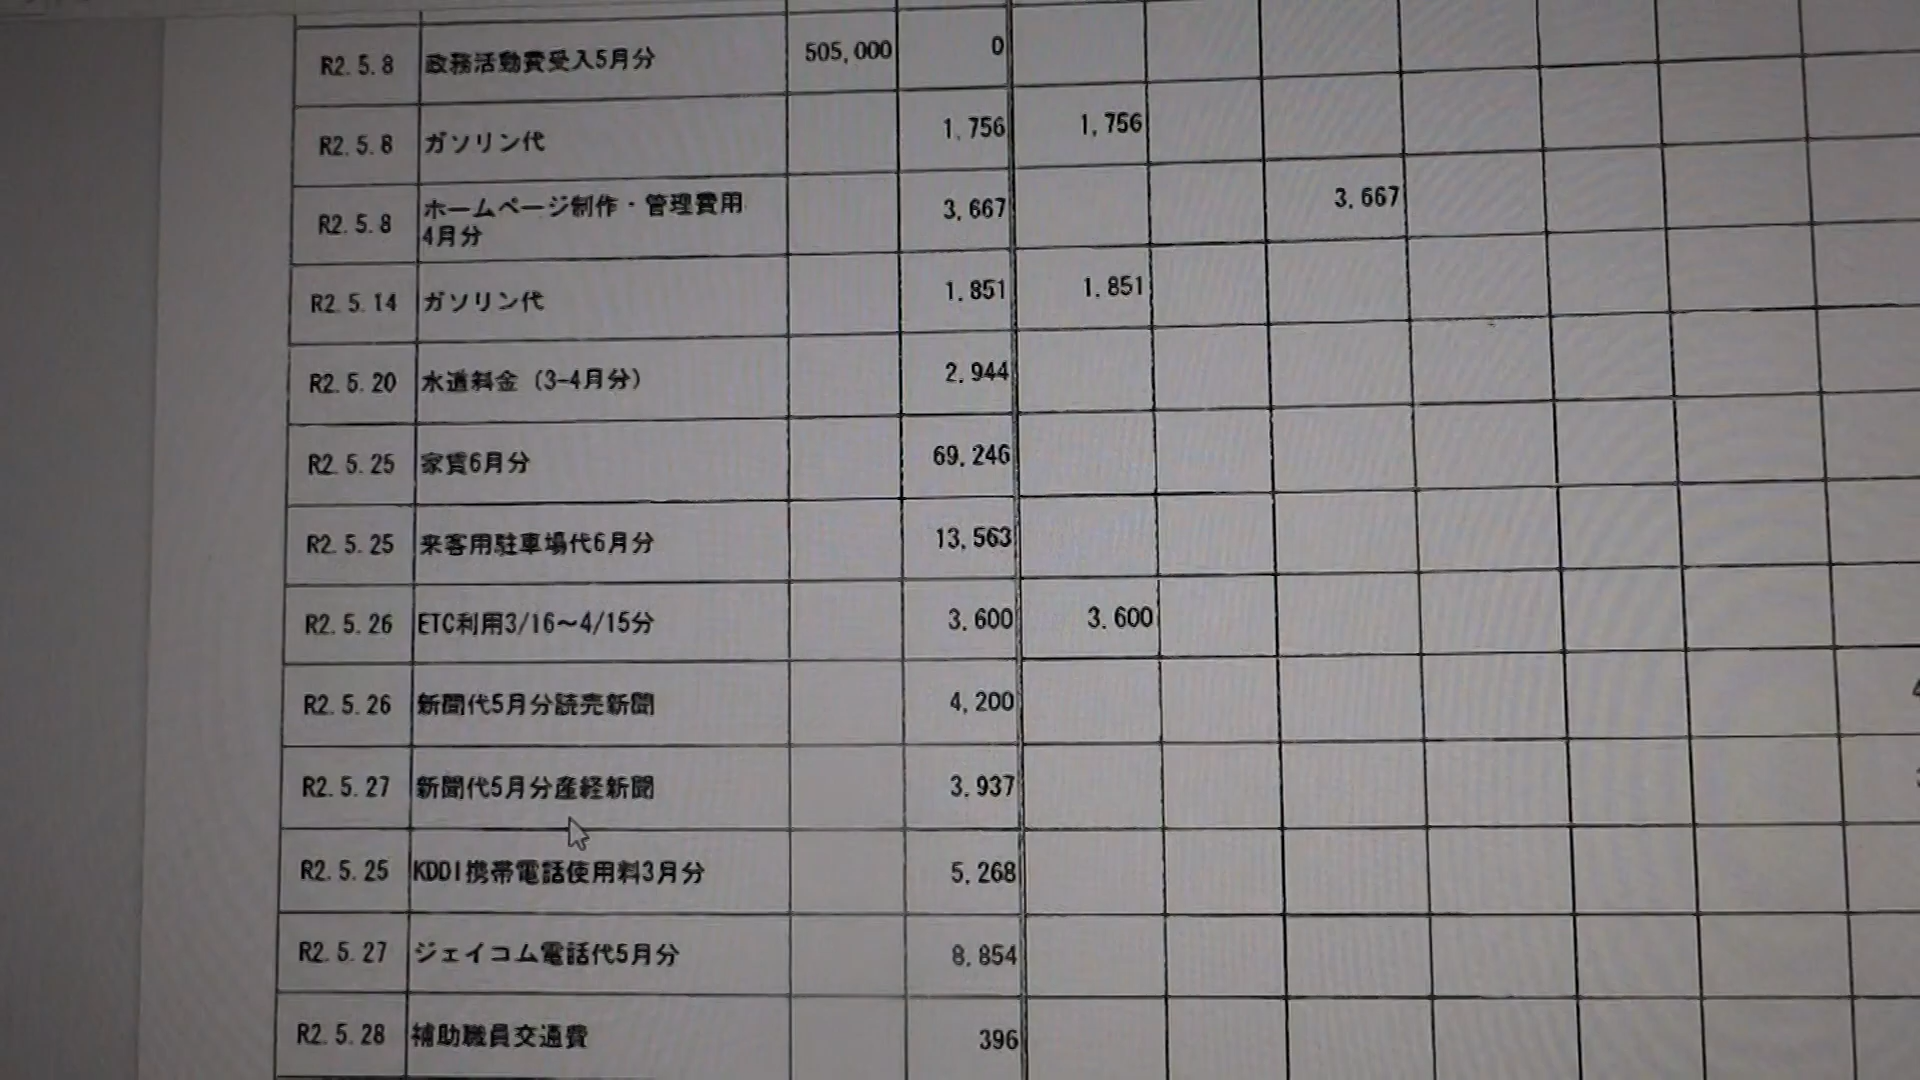 R2.5.8 政務活動費受入5月分 505,000 0
R2.5.8 ガソリン代 1,756 1,756
R2.5.8 ホームページ制作・管理費用 3,667 3,667
4月分
R2.5.14 ガソリン代 1,851 1,851
R2.5.20 水道料金（3-4月分） 2,944
R2.5.25 家賃6月分 69,246
R2.5.25 来客用駐車場代6月分 13,563
R2.5.26 ETC利用3/16～4/15分 3,600 3,600
R2.5.26 新聞代5月分読売新聞 4,200
R2.5.27 新聞代5月分産経新聞 3,937
R2.5.25 KDDI携帯電話使用料3月分 5,268
R2.5.27 ジェイコム電話代5月分 8,854
R2.5.28 補助職員交通費 396